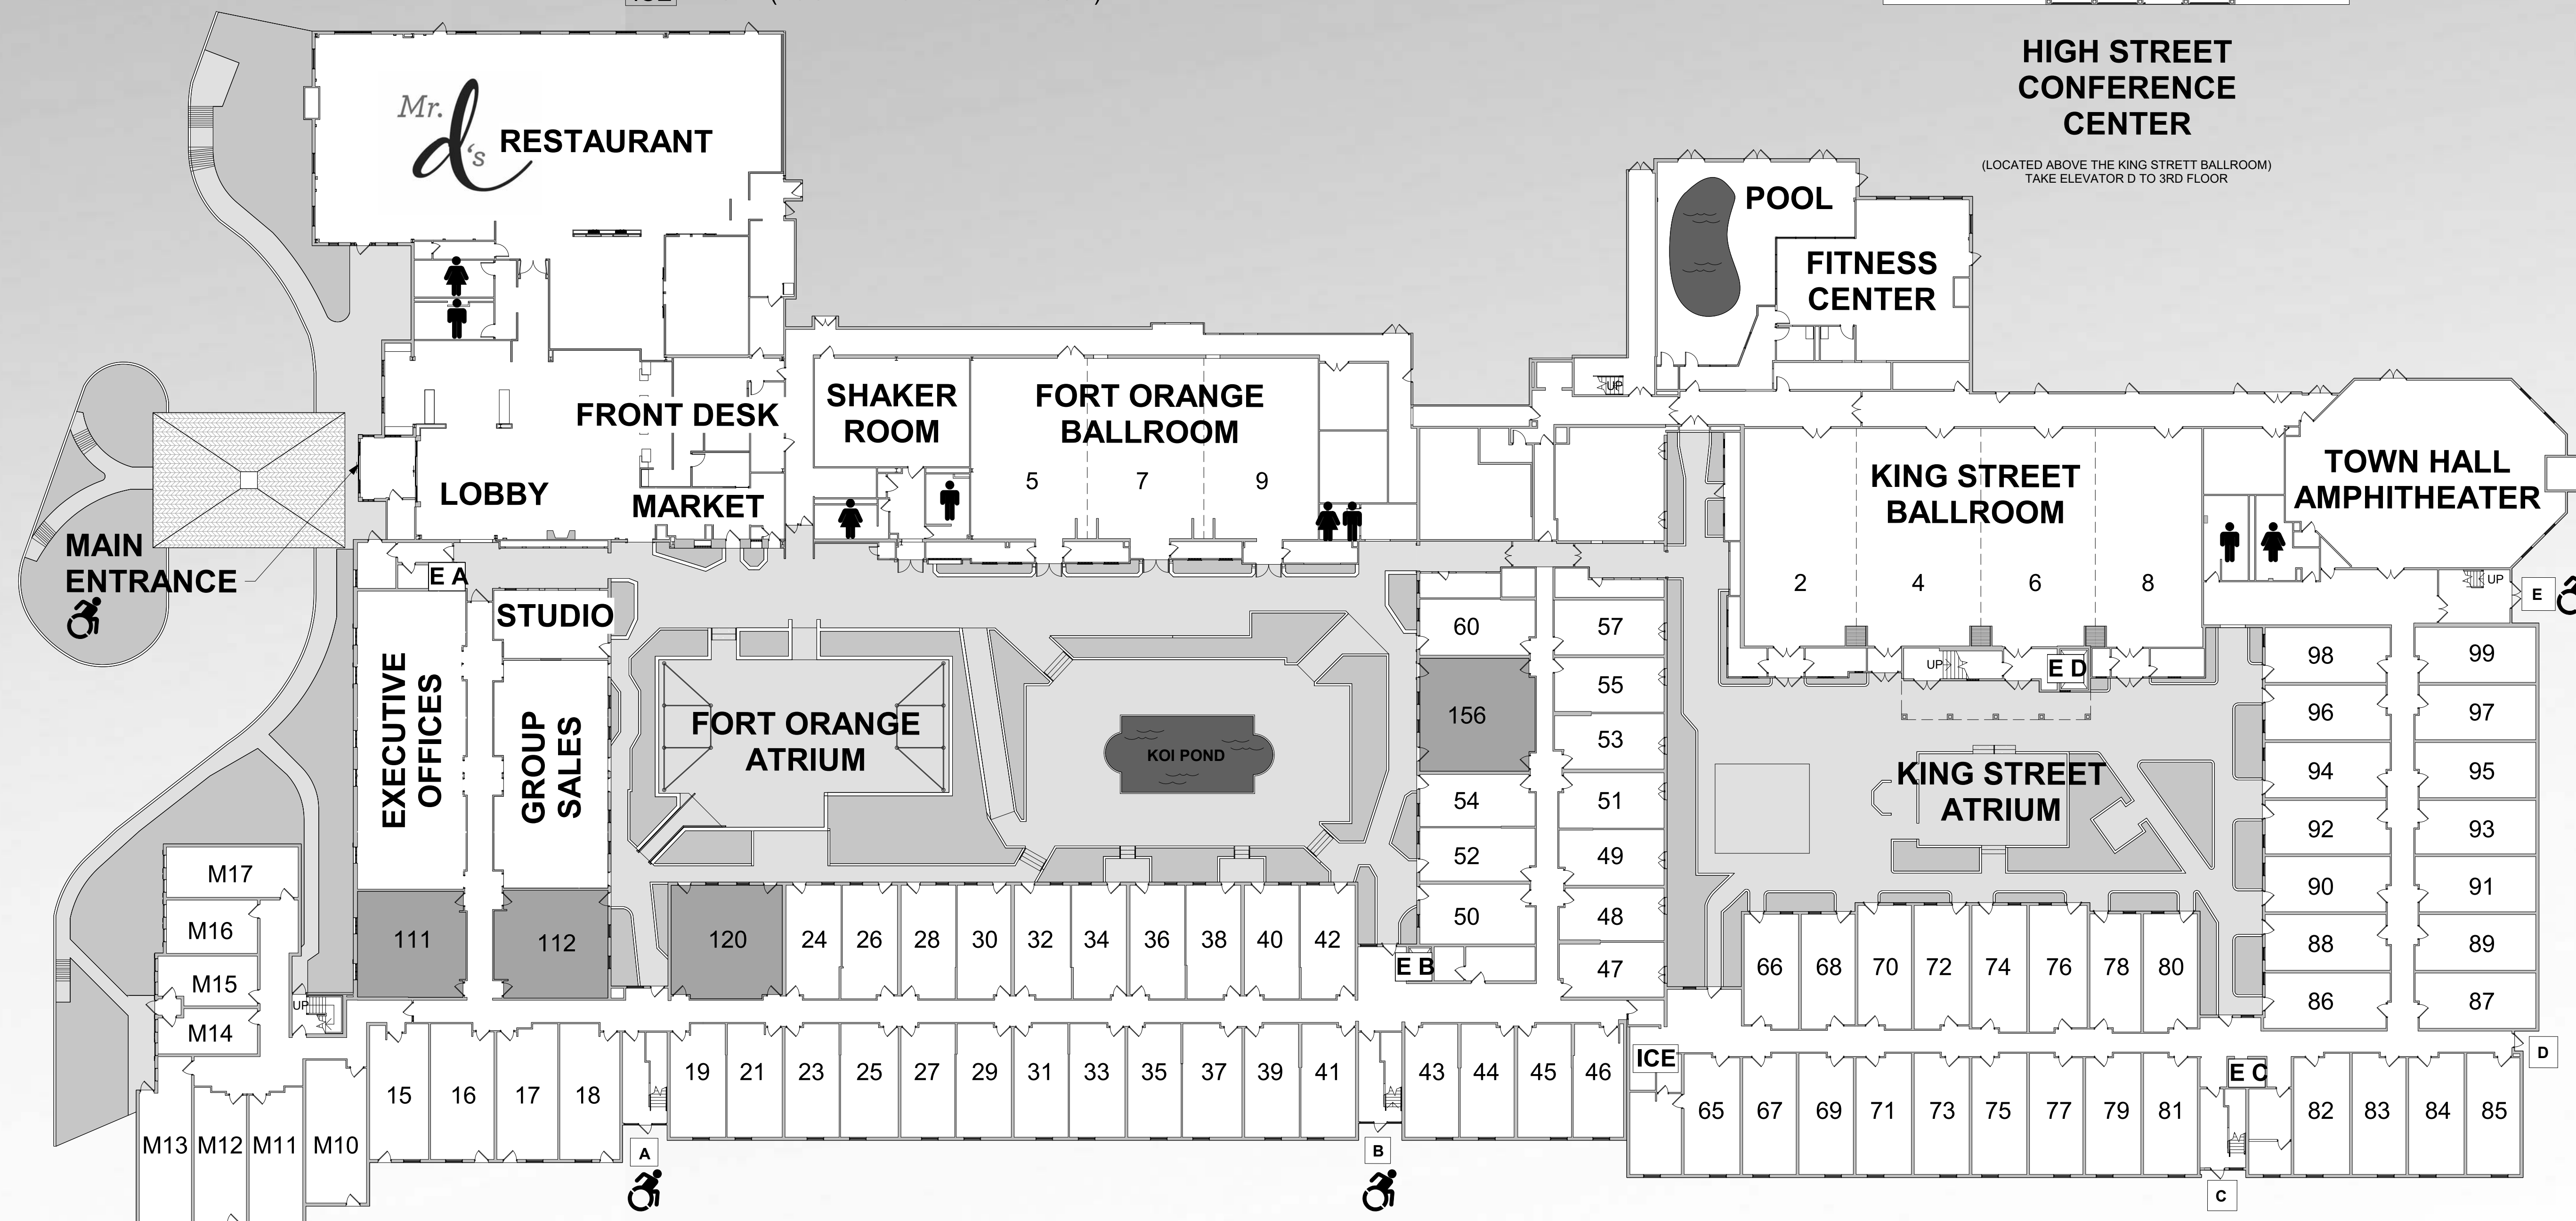 HIGH STREET
CONFERENCE
CENTER
(LOCATED ABOVE THE KING STRETT BALLROOM)
TAKE ELEVATOR D TO 3RD FLOOR
Mr. d's RESTAURANT
POOL
FITNESS
CENTER
UP
SHAKER
ROOM
FORT ORANGE
BALLROOM
5 7 9
FRONT DESK
LOBBY
MARKET
MAIN
ENTRANCE
KING STREET
BALLROOM
2 4 6 8
TOWN HALL
AMPHITHEATER
UP
E
E A
STUDIO
EXECUTIVE
OFFICES
GROUP
SALES
FORT ORANGE
ATRIUM
KOI POND
60
156
54
52
50
57
55
53
51
49
48
47
UP
E D
KING STREET
ATRIUM
98 99
96 97
94 95
92 93
90 91
88 89
86 87
M17
M16
M15
M14
UP
111 112 120 24 26 28 30 32 34 36 38 40 42
E B
66 68 70 72 74 76 78 80
M13 M12 M11 M10
15 16 17 18 19 21 23 25 27 29 31 33 35 37 39 41 43 44 45 46
ICE
65 67 69 71 73 75 77 79 81
E C
82 83 84 85
D
A
B
C